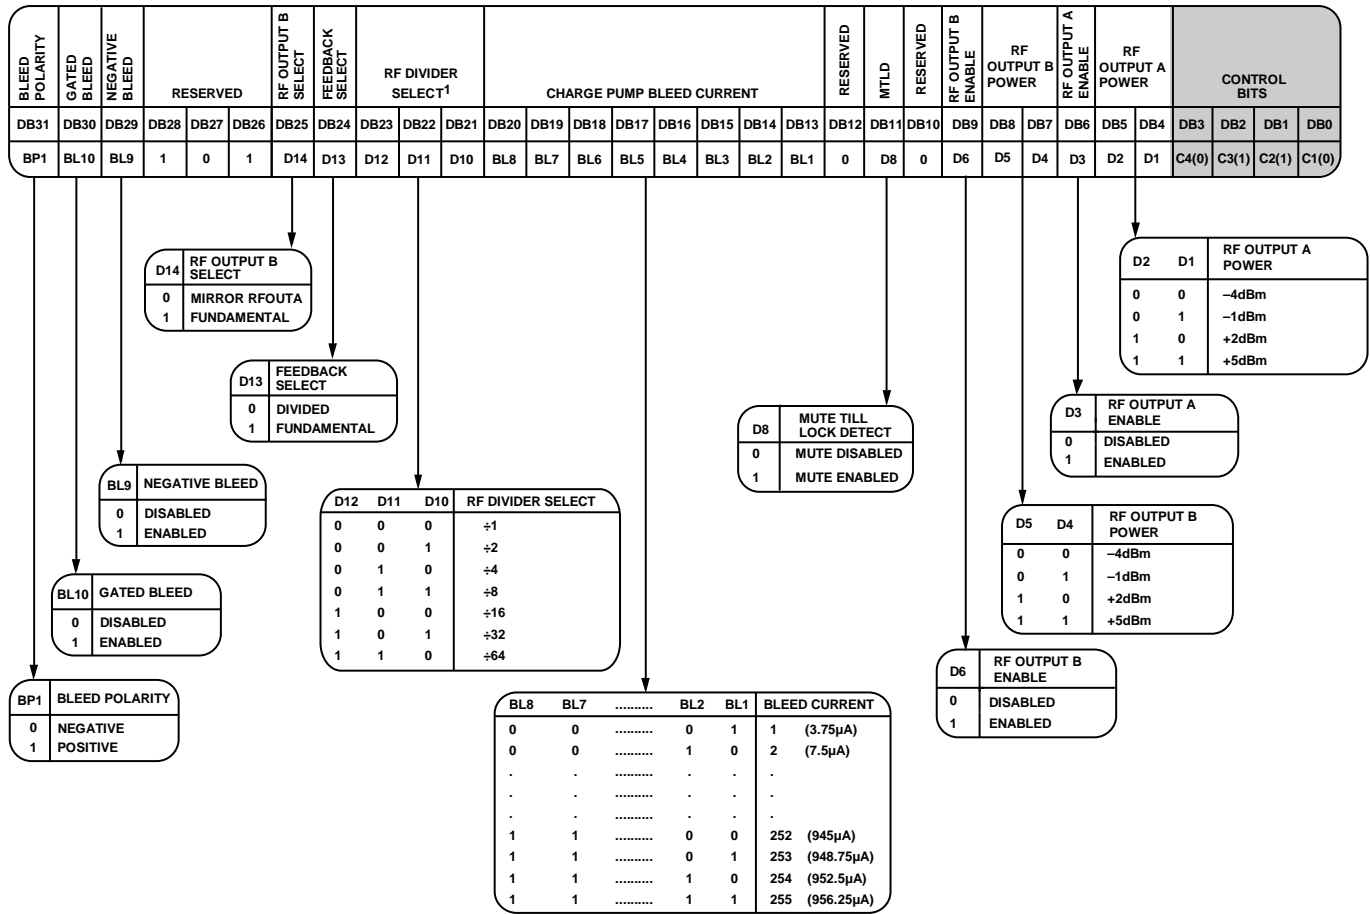 BLEED POLARITY
GATED BLEED
NEGATIVE BLEED
RESERVED
RF OUTPUT B SELECT
FEEDBACK SELECT
RF DIVIDER
SELECT1
CHARGE PUMP BLEED CURRENT
RESERVED
MTLD
RESERVED
RF OUTPUT B ENABLE
RF
OUTPUT B
POWER
RF OUTPUT A ENABLE
RF
OUTPUT A
POWER
CONTROL
BITS
DB31 DB30 DB29 DB28 DB27 DB26 DB25 DB24 DB23 DB22 DB21 DB20 DB19 DB18 DB17 DB16 DB15 DB14 DB13 DB12 DB11 DB10 DB9 DB8 DB7 DB6 DB5 DB4 DB3 DB2 DB1 DB0
BP1 BL10 BL9 1 0 1 D14 D13 D12 D11 D10 BL8 BL7 BL6 BL5 BL4 BL3 BL2 BL1 0 D8 0 D6 D5 D4 D3 D2 D1 C4(0) C3(1) C2(1) C1(0)
D14 RF OUTPUT B
SELECT
0 MIRROR RFOUTA
1 FUNDAMENTAL
D2 D1 RF OUTPUT A
POWER
0 0 –4dBm
0 1 –1dBm
1 0 +2dBm
1 1 +5dBm
D13 FEEDBACK
SELECT
0 DIVIDED
1 FUNDAMENTAL
D3 RF OUTPUT A
ENABLE
0 DISABLED
1 ENABLED
D8 MUTE TILL
LOCK DETECT
0 MUTE DISABLED
1 MUTE ENABLED
BL9 NEGATIVE BLEED
0 DISABLED
1 ENABLED
D12 D11 D10 RF DIVIDER SELECT
0 0 0 ÷1
0 0 1 ÷2
0 1 0 ÷4
0 1 1 ÷8
1 0 0 ÷16
1 0 1 ÷32
1 1 0 ÷64
D5 D4 RF OUTPUT B
POWER
0 0 –4dBm
0 1 –1dBm
1 0 +2dBm
1 1 +5dBm
BL10 GATED BLEED
0 DISABLED
1 ENABLED
D6 RF OUTPUT B
ENABLE
0 DISABLED
1 ENABLED
BP1 BLEED POLARITY
0 NEGATIVE
1 POSITIVE
BL8 BL7 .......... BL2 BL1 BLEED CURRENT
0 0 .......... 0 1 1 (3.75µA)
0 0 .......... 1 0 2 (7.5µA)
. . .......... . . .
. . .......... . . .
. . .......... . . .
1 1 .......... 0 0 252 (945µA)
1 1 .......... 0 1 253 (948.75µA)
1 1 .......... 1 0 254 (952.5µA)
1 1 .......... 1 1 255 (956.25µA)